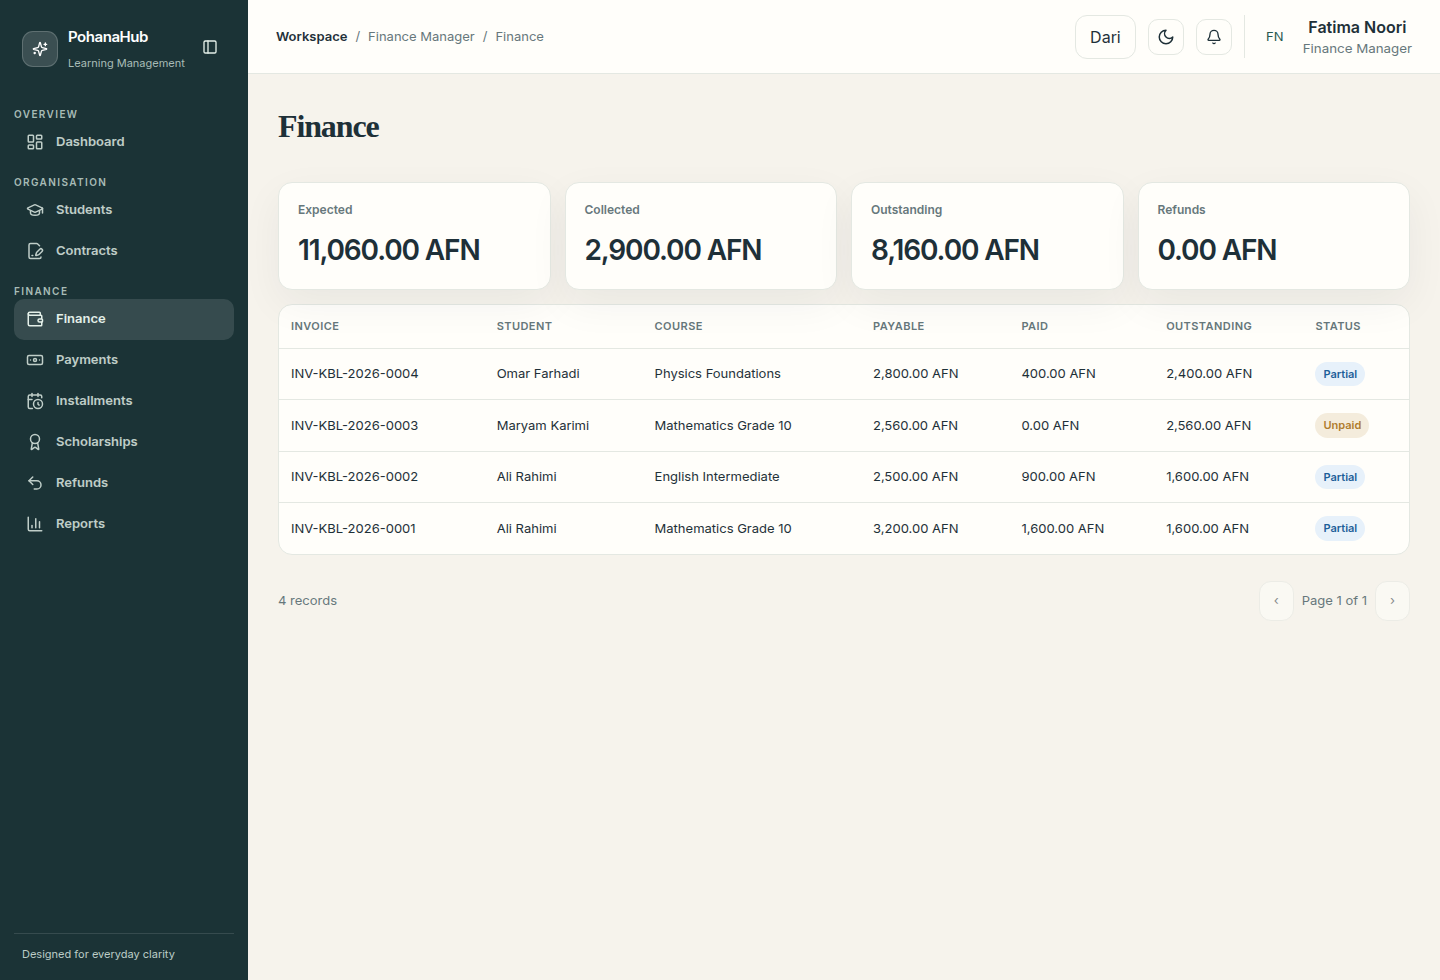 PohanaHub
Learning Management
OVERVIEW
Dashboard
ORGANISATION
Students
Contracts
FINANCE
Finance
Payments
Installments
Scholarships
Refunds
Reports
Designed for everyday clarity
Workspace / Finance Manager / Finance
Dari
FN
Fatima Noori
Finance Manager
Finance
Expected
11,060.00 AFN
Collected
2,900.00 AFN
Outstanding
8,160.00 AFN
Refunds
0.00 AFN
INVOICE STUDENT COURSE PAYABLE PAID OUTSTANDING STATUS
INV-KBL-2026-0004 Omar Farhadi Physics Foundations 2,800.00 AFN 400.00 AFN 2,400.00 AFN Partial
INV-KBL-2026-0003 Maryam Karimi Mathematics Grade 10 2,560.00 AFN 0.00 AFN 2,560.00 AFN Unpaid
INV-KBL-2026-0002 Ali Rahimi English Intermediate 2,500.00 AFN 900.00 AFN 1,600.00 AFN Partial
INV-KBL-2026-0001 Ali Rahimi Mathematics Grade 10 3,200.00 AFN 1,600.00 AFN 1,600.00 AFN Partial
4 records
‹ Page 1 of 1 ›